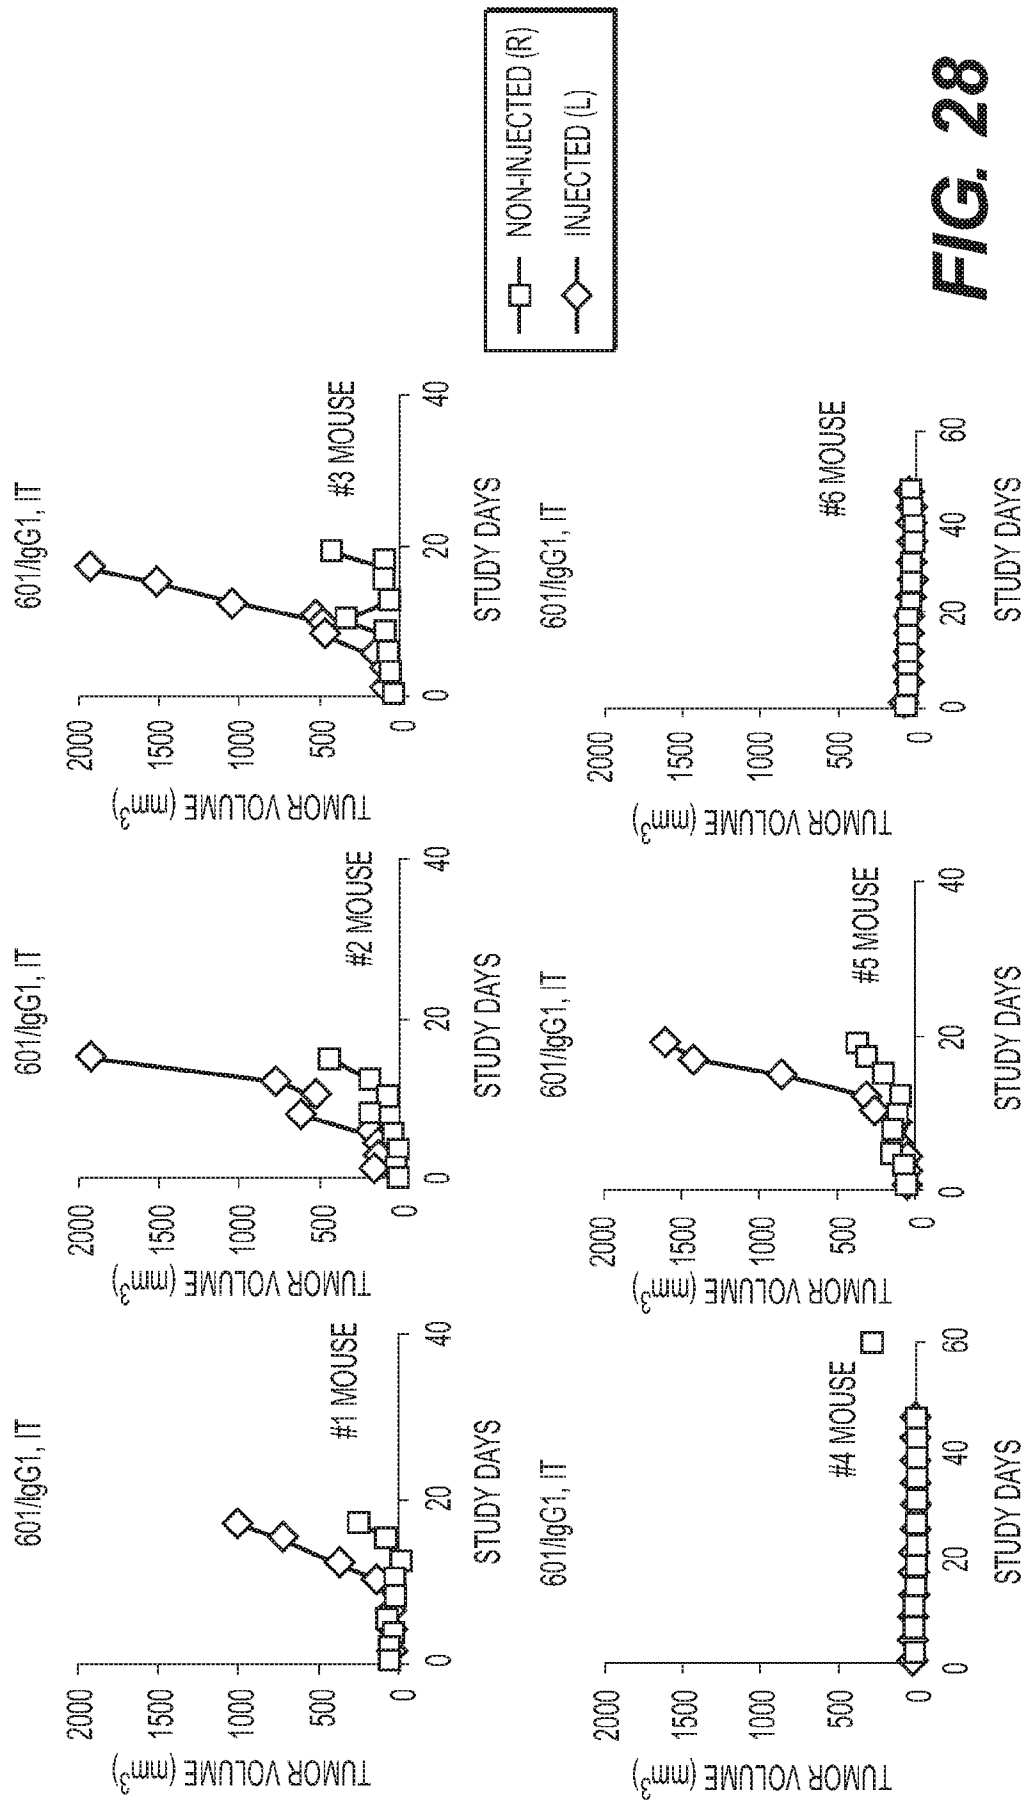 601/IgG1, IT
TUMOR VOLUME (mm³)
2000
1500
1000
500
0
#1 MOUSE
0
20
40
STUDY DAYS
601/IgG1, IT
TUMOR VOLUME (mm³)
2000
1500
1000
500
0
#2 MOUSE
0
20
40
STUDY DAYS
601/IgG1, IT
TUMOR VOLUME (mm³)
2000
1500
1000
500
0
#3 MOUSE
0
20
40
STUDY DAYS
601/IgG1, IT
TUMOR VOLUME (mm³)
2000
1500
1000
500
0
#4 MOUSE
0
20
40
60
STUDY DAYS
601/IgG1, IT
TUMOR VOLUME (mm³)
2000
1500
1000
500
0
#5 MOUSE
0
20
40
STUDY DAYS
601/IgG1, IT
TUMOR VOLUME (mm³)
2000
1500
1000
500
0
#6 MOUSE
0
20
40
60
STUDY DAYS
NON-INJECTED (R)
INJECTED (L)
FIG. 28